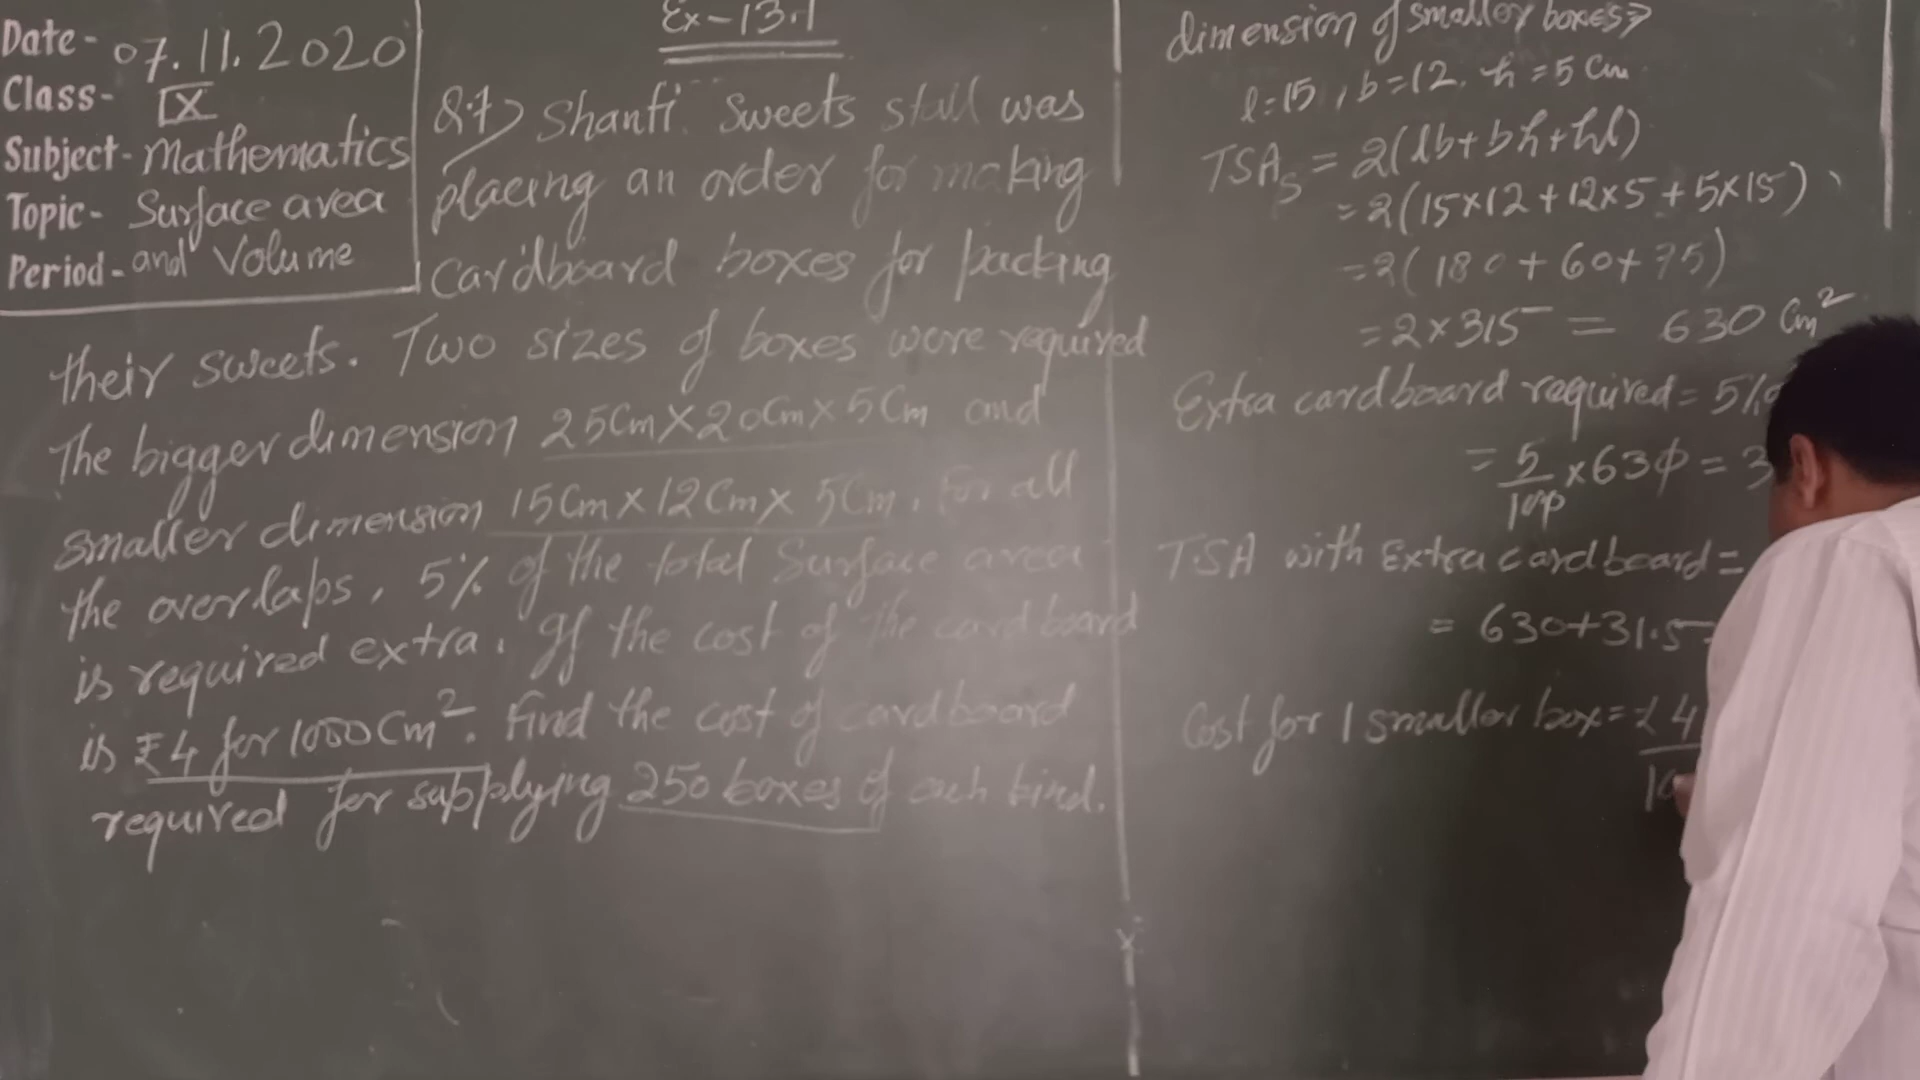 Date- 07.11.2020
Class- IX
Subject- Mathematics
Topic- Surface area
Period- and Volume
Ex-13.1
Q.7> Shanti Sweets stall was
placing an order for making
Cardboard boxes for packing
their sweets. Two sizes of boxes were required
The bigger dimension 25Cm×20Cm×5Cm and
smaller dimension 15Cm×12Cm×5Cm. For all
the overlaps, 5% of the total Surface area
is required extra. If the cost of the cardboard
is ₹4 for 1000Cm². Find the cost of cardboard
required for supplying 250 boxes of each kind.
dimension of smaller boxes⇒
l=15, b=12, h=5 Cm
TSA_S = 2(lb+bh+hl)
=2(15×12+12×5+5×15)
=2(180+60+75)
=2×315 = 630 Cm²
Extra cardboard required = 5%
= 5/100 ×630 = 3
TSA with Extra cardboard =
= 630+31.5
Cost for 1 smaller box = ₹ 4
10